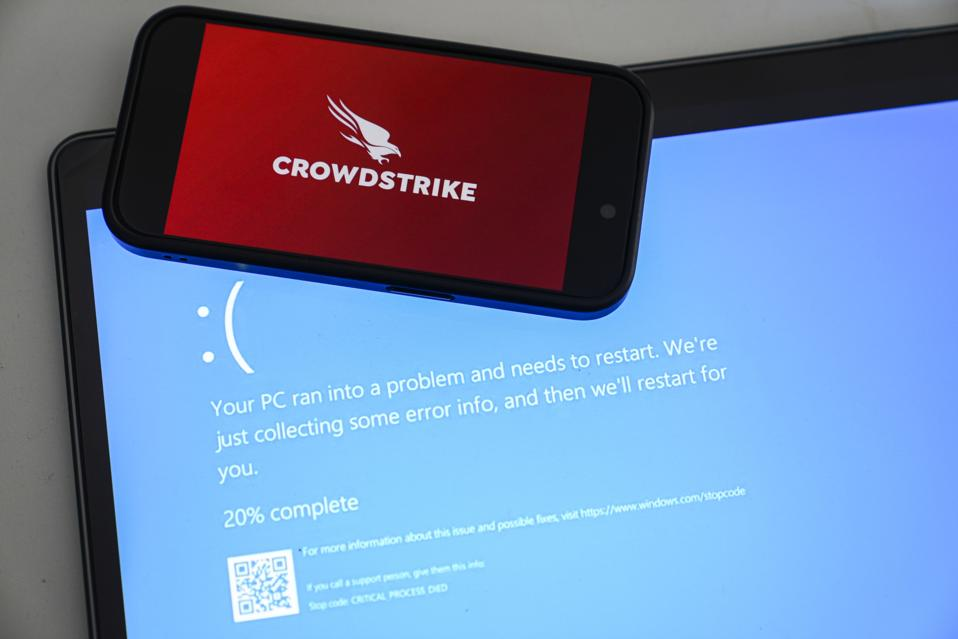 CROWDSTRIKE
:(
Your PC ran into a problem and needs to restart. We're
just collecting some error info, and then we'll restart for
you.
20% complete
For more information about this issue and possible fixes, visit https://www.windows.com/stopcode
If you call a support person, give them this info:
Stop code: CRITICAL PROCESS DIED